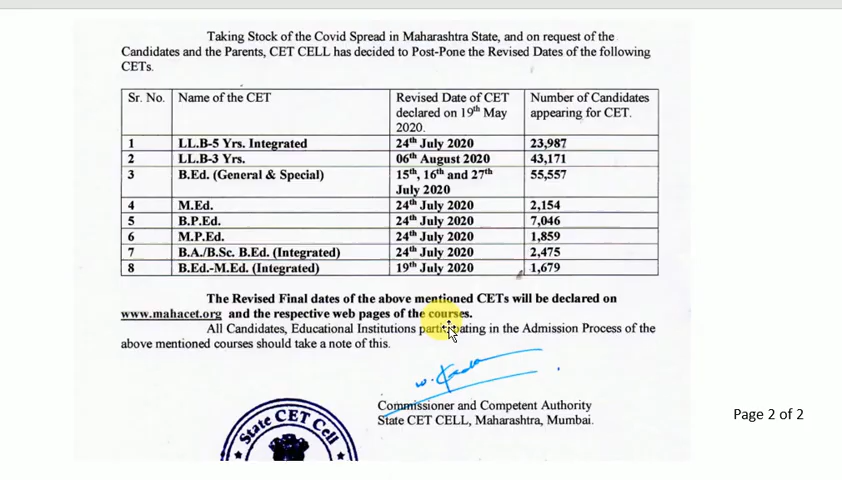 Taking Stock of the Covid Spread in Maharashtra State, and on request of the
Candidates and the Parents, CET CELL has decided to Post-Pone the Revised Dates of the following
CETs.
Sr. No. Name of the CET Revised Date of CET declared on 19th May 2020. Number of Candidates appearing for CET.
1 LL.B-5 Yrs. Integrated 24th July 2020 23,987
2 LL.B-3 Yrs. 06th August 2020 43,171
3 B.Ed. (General & Special) 15th, 16th and 27th July 2020 55,557
4 M.Ed. 24th July 2020 2,154
5 B.P.Ed. 24th July 2020 7,046
6 M.P.Ed. 24th July 2020 1,859
7 B.A./B.Sc. B.Ed. (Integrated) 24th July 2020 2,475
8 B.Ed.-M.Ed. (Integrated) 19th July 2020 1,679
The Revised Final dates of the above mentioned CETs will be declared on
www.mahacet.org and the respective web pages of the courses.
All Candidates, Educational Institutions participating in the Admission Process of the
above mentioned courses should take a note of this.
Commissioner and Competent Authority
State CET CELL, Maharashtra, Mumbai.
State CET Cell
Page 2 of 2